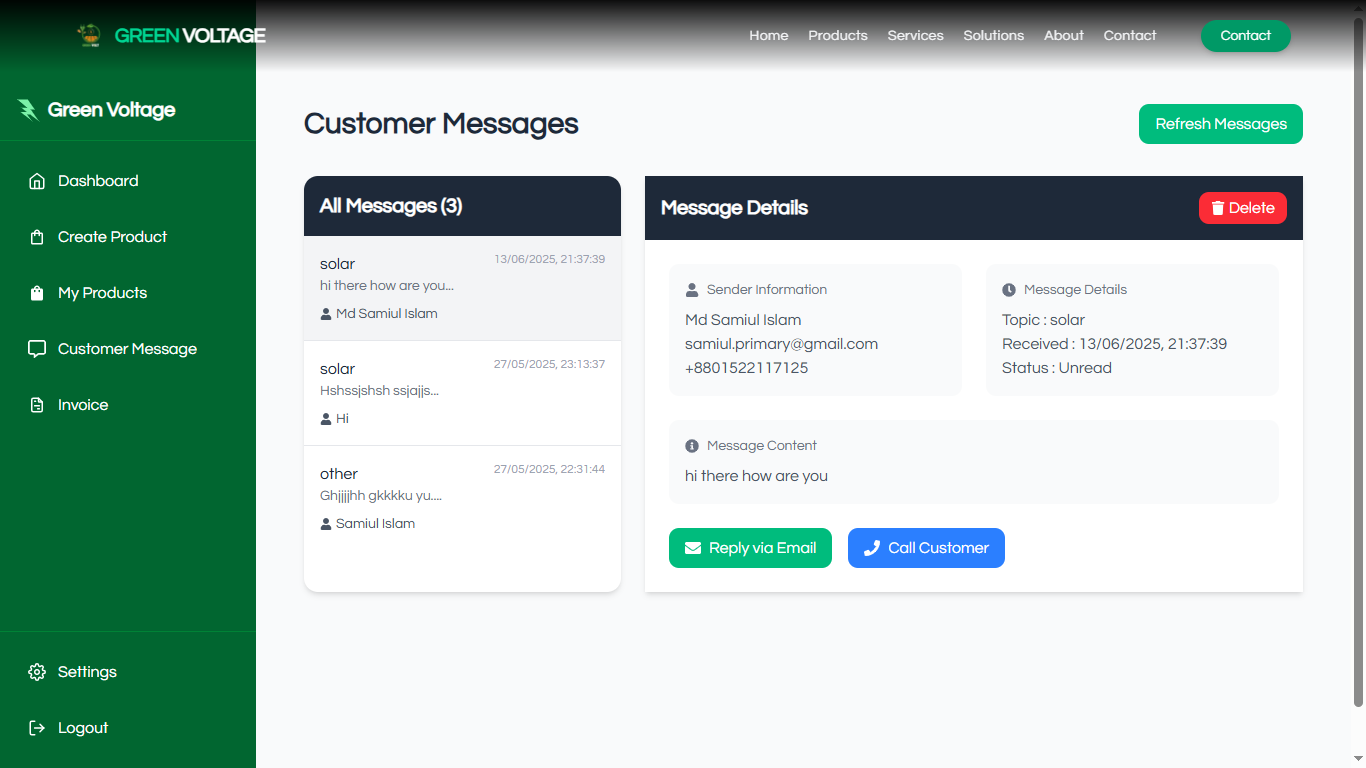 GREEN VOLTAGE
Home Products Services Solutions About Contact Contact
Green Voltage
Dashboard
Create Product
My Products
Customer Message
Invoice
Settings
Logout
Customer Messages
Refresh Messages
All Messages (3)
solar 13/06/2025, 21:37:39
hi there how are you...
Md Samiul Islam
solar 27/05/2025, 23:13:37
Hshssjshsh ssjajjs...
Hi
other 27/05/2025, 22:31:44
Ghjjjjhh gkkkku yu....
Samiul Islam
Message Details
Delete
Sender Information
Md Samiul Islam
samiul.primary@gmail.com
+8801522117125
Message Details
Topic : solar
Received : 13/06/2025, 21:37:39
Status : Unread
Message Content
hi there how are you
Reply via Email
Call Customer